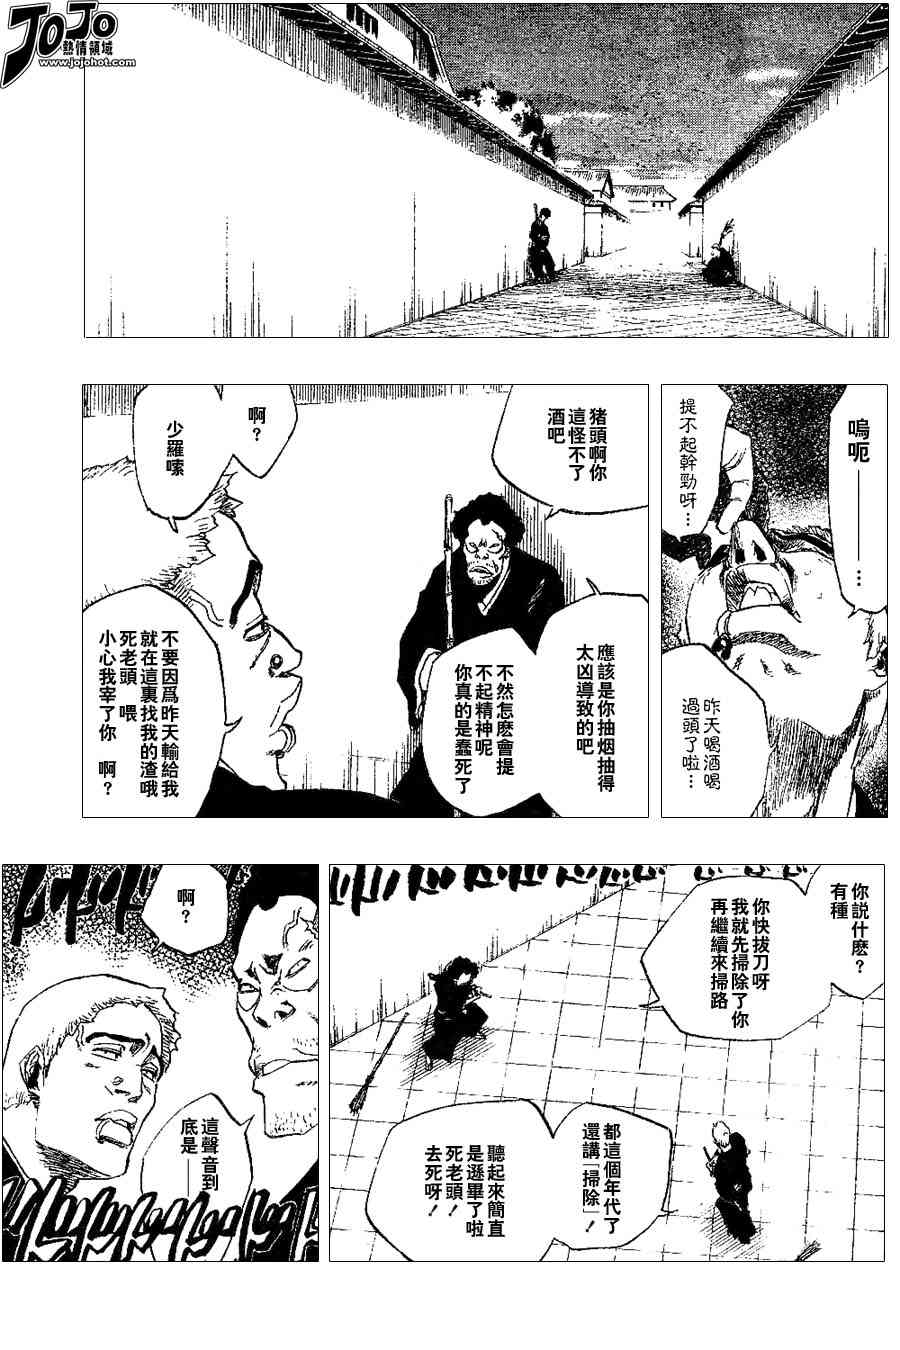 JOJO
熱情領域
www.jojohot.com
嗚呃——…
提不起幹勁呀…
昨天喝酒喝
過頭了啦…
猪頭啊你
這怪不了
酒吧
啊？
少羅嗦
應該是你抽烟抽得
太凶導致的吧
不然怎麽會提
不起精神呢
你真的是蠢死了
不要因爲昨天輸給我
就在這裏找我的渣哦
死老頭 喂
小心我宰了你 啊？
你説什麽？
有種
你快拔刀呀
我就先掃除了你
再繼續來掃路
都這個年代了
還講「掃除」！
聽起來簡直
是遜畢了啦
死老頭！
去死呀！
啊？
這聲音到
底是——